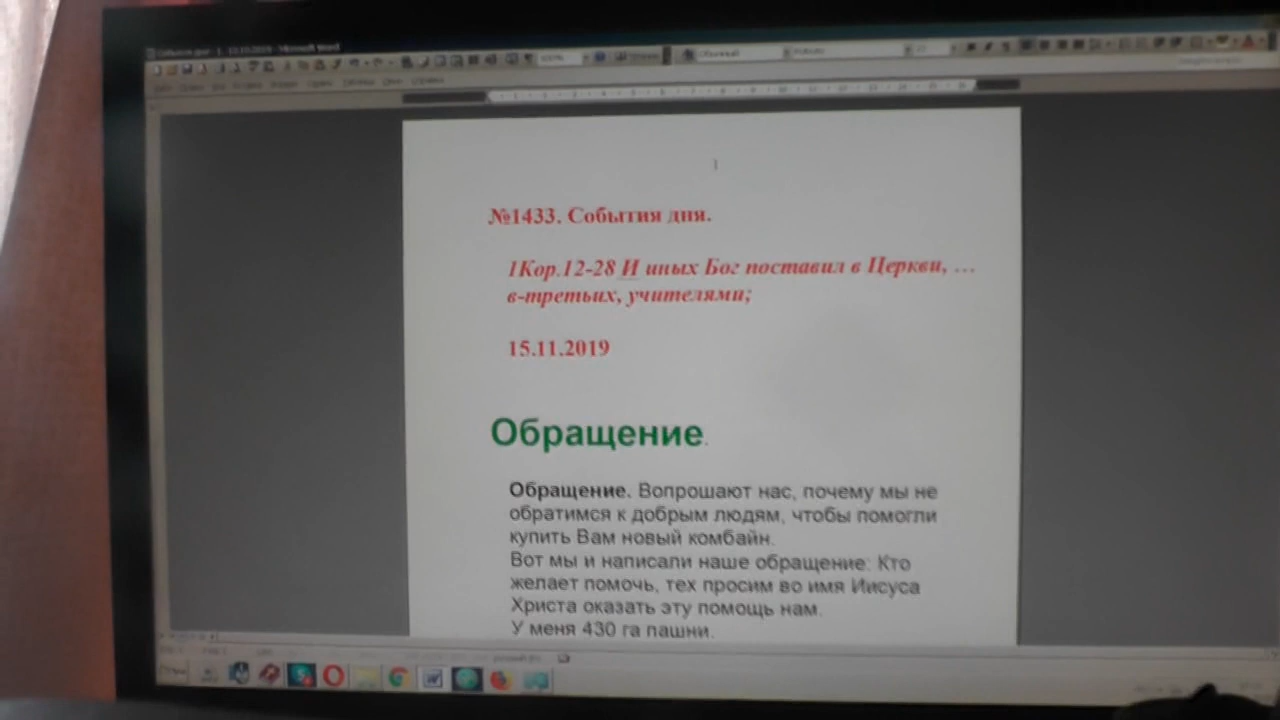 1
№1433. События дня.
1Кор.12-28 И иных Бог поставил в Церкви, …
в-третьих, учителями;
15.11.2019
Обращение.
Обращение. Вопрошают нас, почему мы не
обратимся к добрым людям, чтобы помогли
купить Вам новый комбайн.
Вот мы и написали наше обращение: Кто
желает помочь, тех просим во имя Иисуса
Христа оказать эту помощь нам.
У меня 430 га пашни.